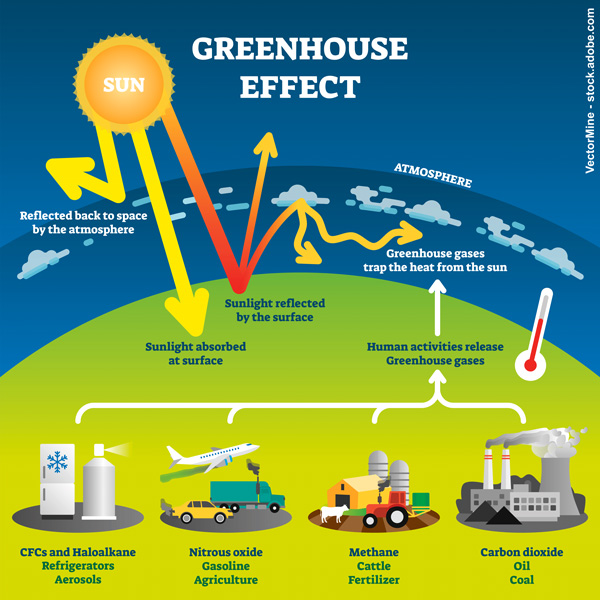 GREENHOUSE
EFFECT
SUN
VectorMine - stock.adobe.com
ATMOSPHERE
Reflected back to space
by the atmosphere
Greenhouse gases
trap the heat from the sun
Sunlight reflected
by the surface
Sunlight absorbed
at surface
Human activities release
Greenhouse gases
CFCs and Haloalkane
Refrigerators
Aerosols
Nitrous oxide
Gasoline
Agriculture
Methane
Cattle
Fertilizer
Carbon dioxide
Oil
Coal